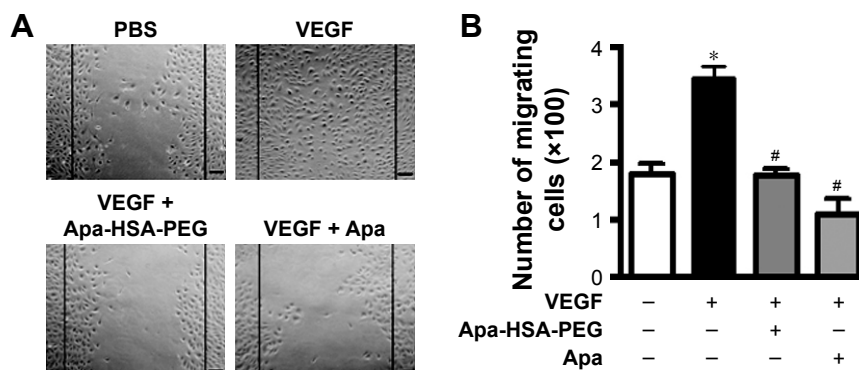 A
PBS
VEGF
VEGF +
Apa-HSA-PEG
VEGF + Apa
B
Number of migrating
cells (×100)
4
3
2
1
0
*
#
#
VEGF – + + +
Apa-HSA-PEG – – + –
Apa – – – +